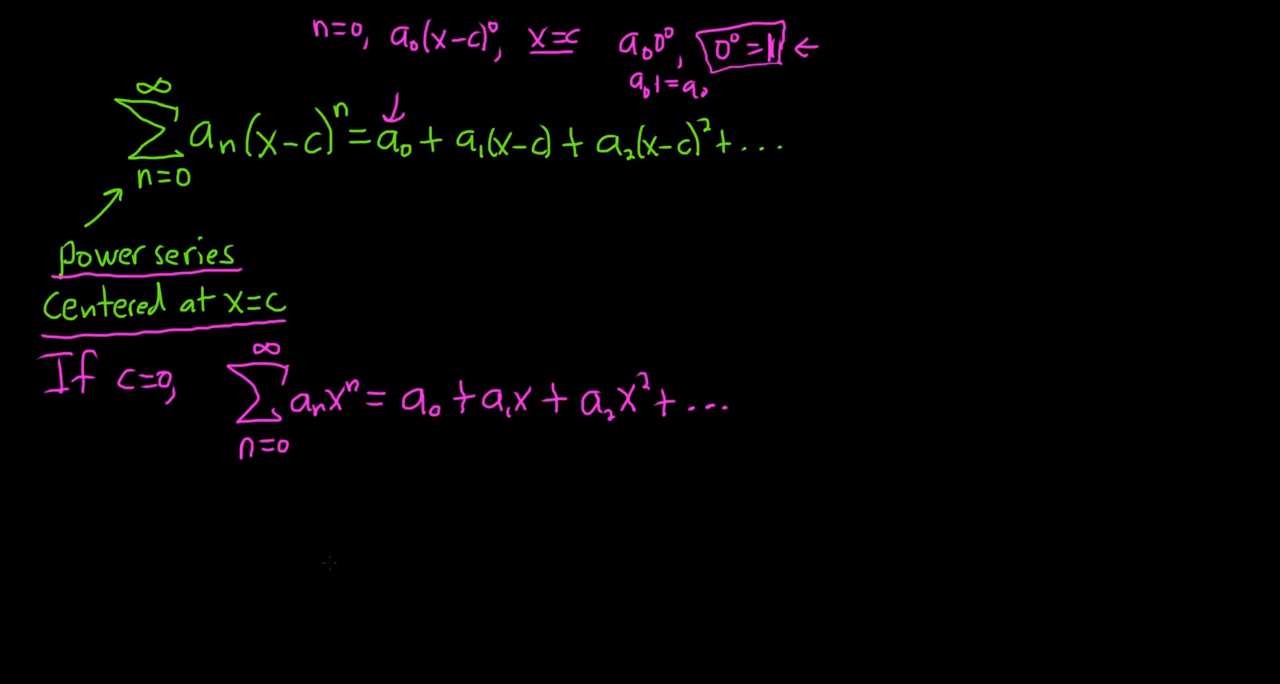 n=0, a₀(x-c)⁰, x=c a₀0⁰, 0⁰=1 ←
a₀1=a₀
∞
∑ aₙ(x-c)ⁿ = a₀ + a₁(x-c) + a₂(x-c)² + ...
n=0
power series
Centered at x=c
If c=0, ∞
∑ aₙxⁿ = a₀ + a₁x + a₂x² + ...
n=0